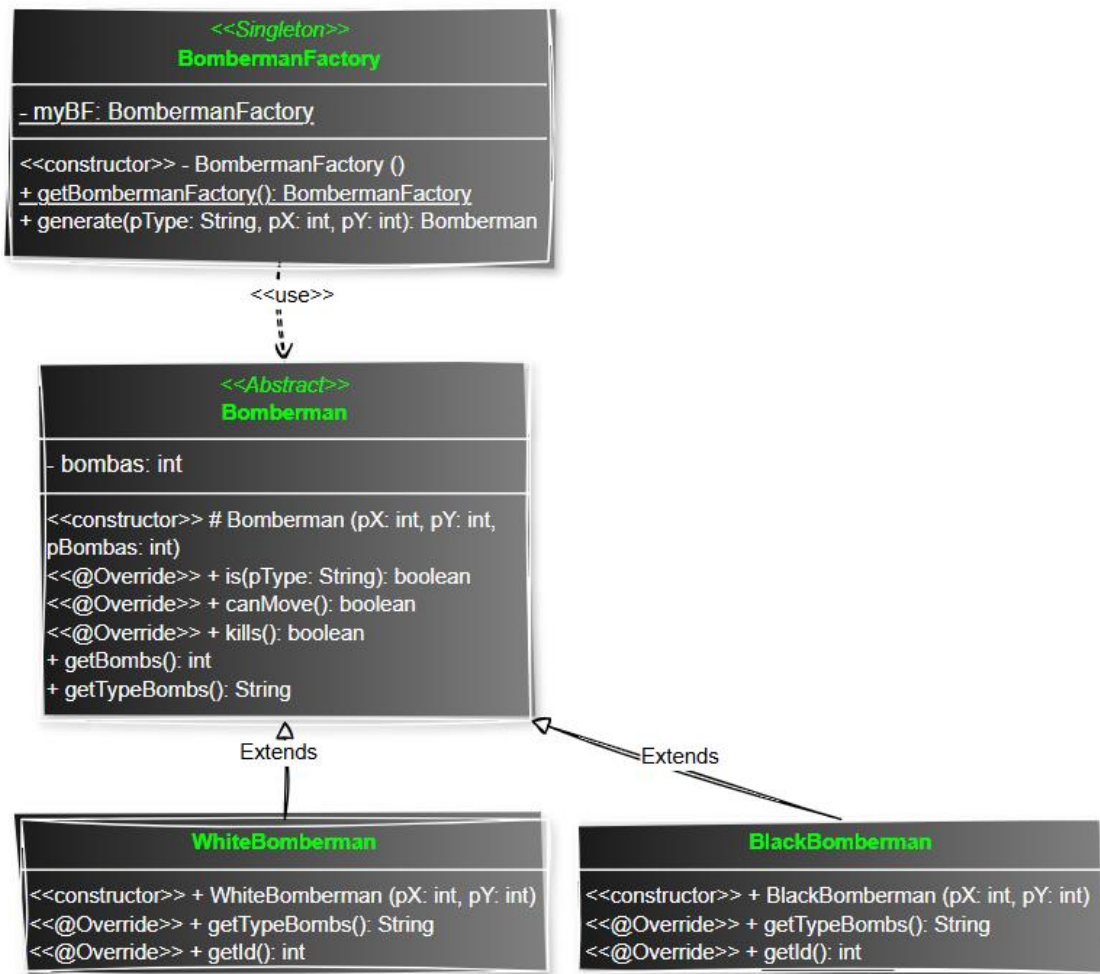 <<Singleton>>
BombermanFactory
- myBF: BombermanFactory
<<constructor>> - BombermanFactory ()
+ getBombermanFactory(): BombermanFactory
+ generate(pType: String, pX: int, pY: int): Bomberman
<<use>>
<<Abstract>>
Bomberman
- bombas: int
<<constructor>> # Bomberman (pX: int, pY: int,
pBombas: int)
<<@Override>> + is(pType: String): boolean
<<@Override>> + canMove(): boolean
<<@Override>> + kills(): boolean
+ getBombs(): int
+ getTypeBombs(): String
Extends
Extends
WhiteBomberman
<<constructor>> + WhiteBomberman (pX: int, pY: int)
<<@Override>> + getTypeBombs(): String
<<@Override>> + getId(): int
BlackBomberman
<<constructor>> + BlackBomberman (pX: int, pY: int)
<<@Override>> + getTypeBombs(): String
<<@Override>> + getId(): int